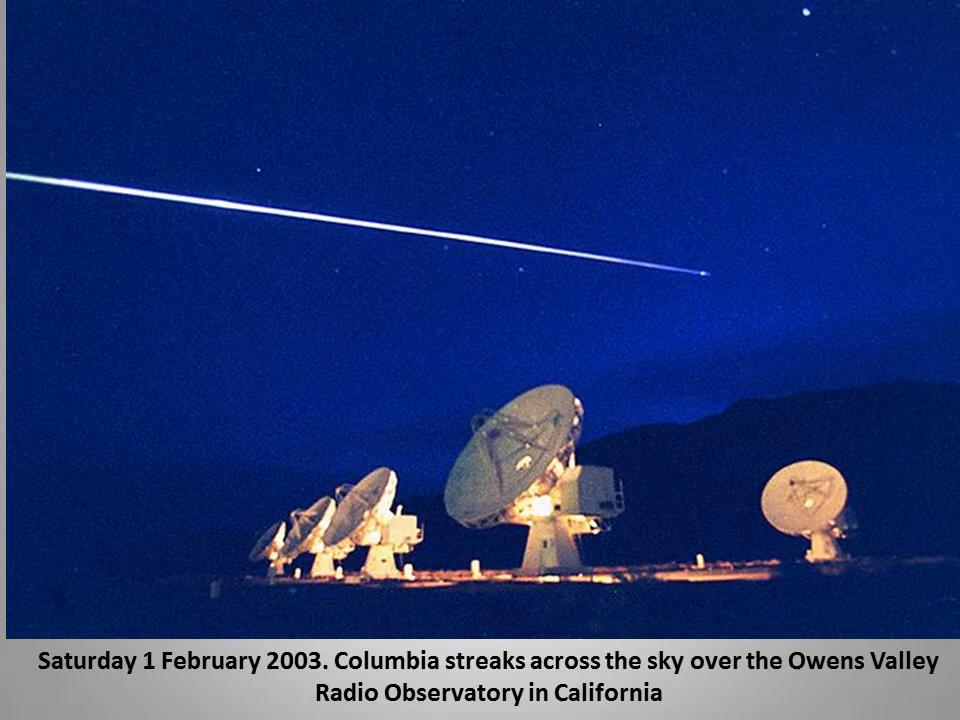 Saturday 1 February 2003. Columbia streaks across the sky over the Owens Valley
Radio Observatory in California